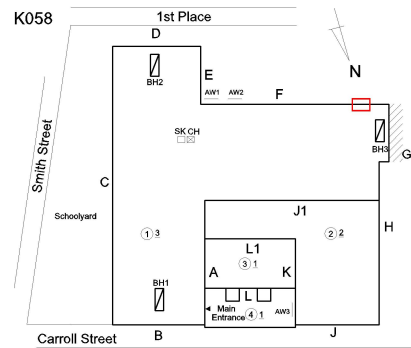 K058
1st Place
D
N
BH2
E
AW1 AW2
F
SK CH
BH3
G
Smith Street
C
Schoolyard
1 3
J1
2 2
H
L1
3 1
A
K
BH1
L
Main
Entrance
4 1
AW3
B
J
Carroll Street